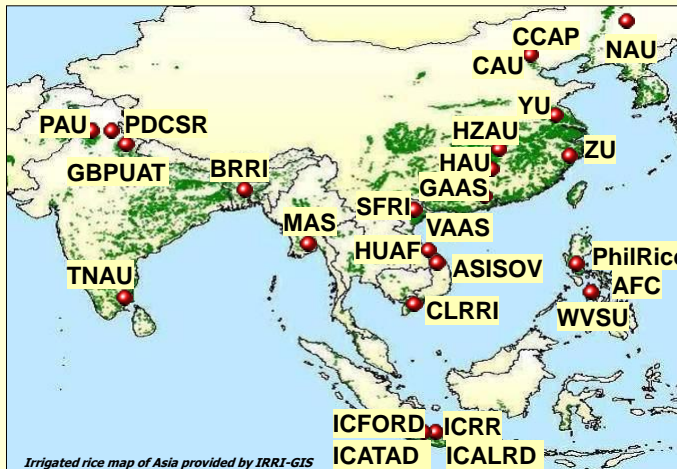 CCAP
NAU
CAU
YU
PAU
PDCSR
HZAU
ZU
HAU
GBPUAT
BRRI
GAAS
SFRI
MAS
VAAS
HUAF
ASISOV
PhilRice
TNAU
AFC
CLRRI
WVSU
ICFORD
ICRR
ICATAD
ICALRD
Irrigated rice map of Asia provided by IRRI-GIS